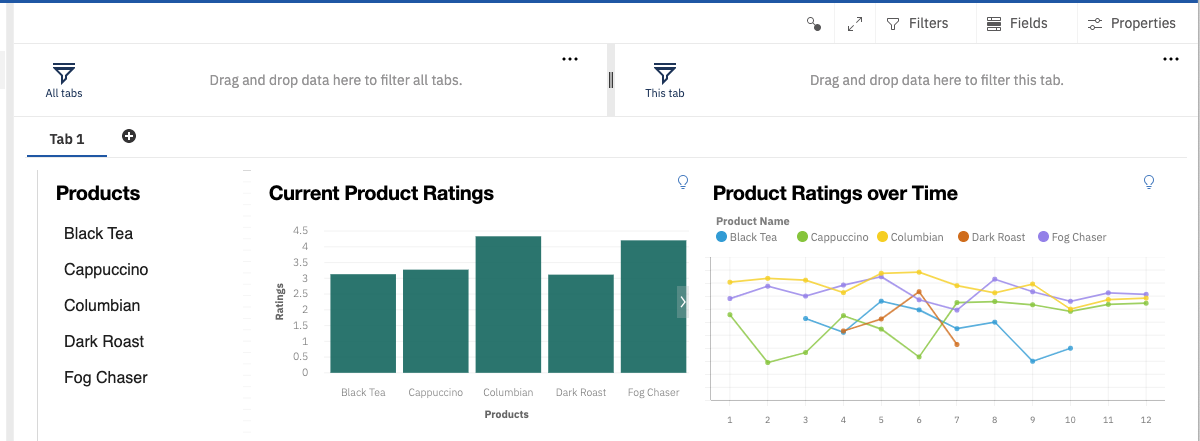 Filters Fields Properties
All tabs
Drag and drop data here to filter all tabs.
This tab
Drag and drop data here to filter this tab.
Tab 1
Products
Black Tea
Cappuccino
Columbian
Dark Roast
Fog Chaser
Current Product Ratings
4.5
4
3.5
3
2.5
2
1.5
1
0.5
0
Ratings
Black Tea Cappuccino Columbian Dark Roast Fog Chaser
Products
Product Ratings over Time
Product Name
Black Tea Cappuccino Columbian Dark Roast Fog Chaser
1 2 3 4 5 6 7 8 9 10 11 12